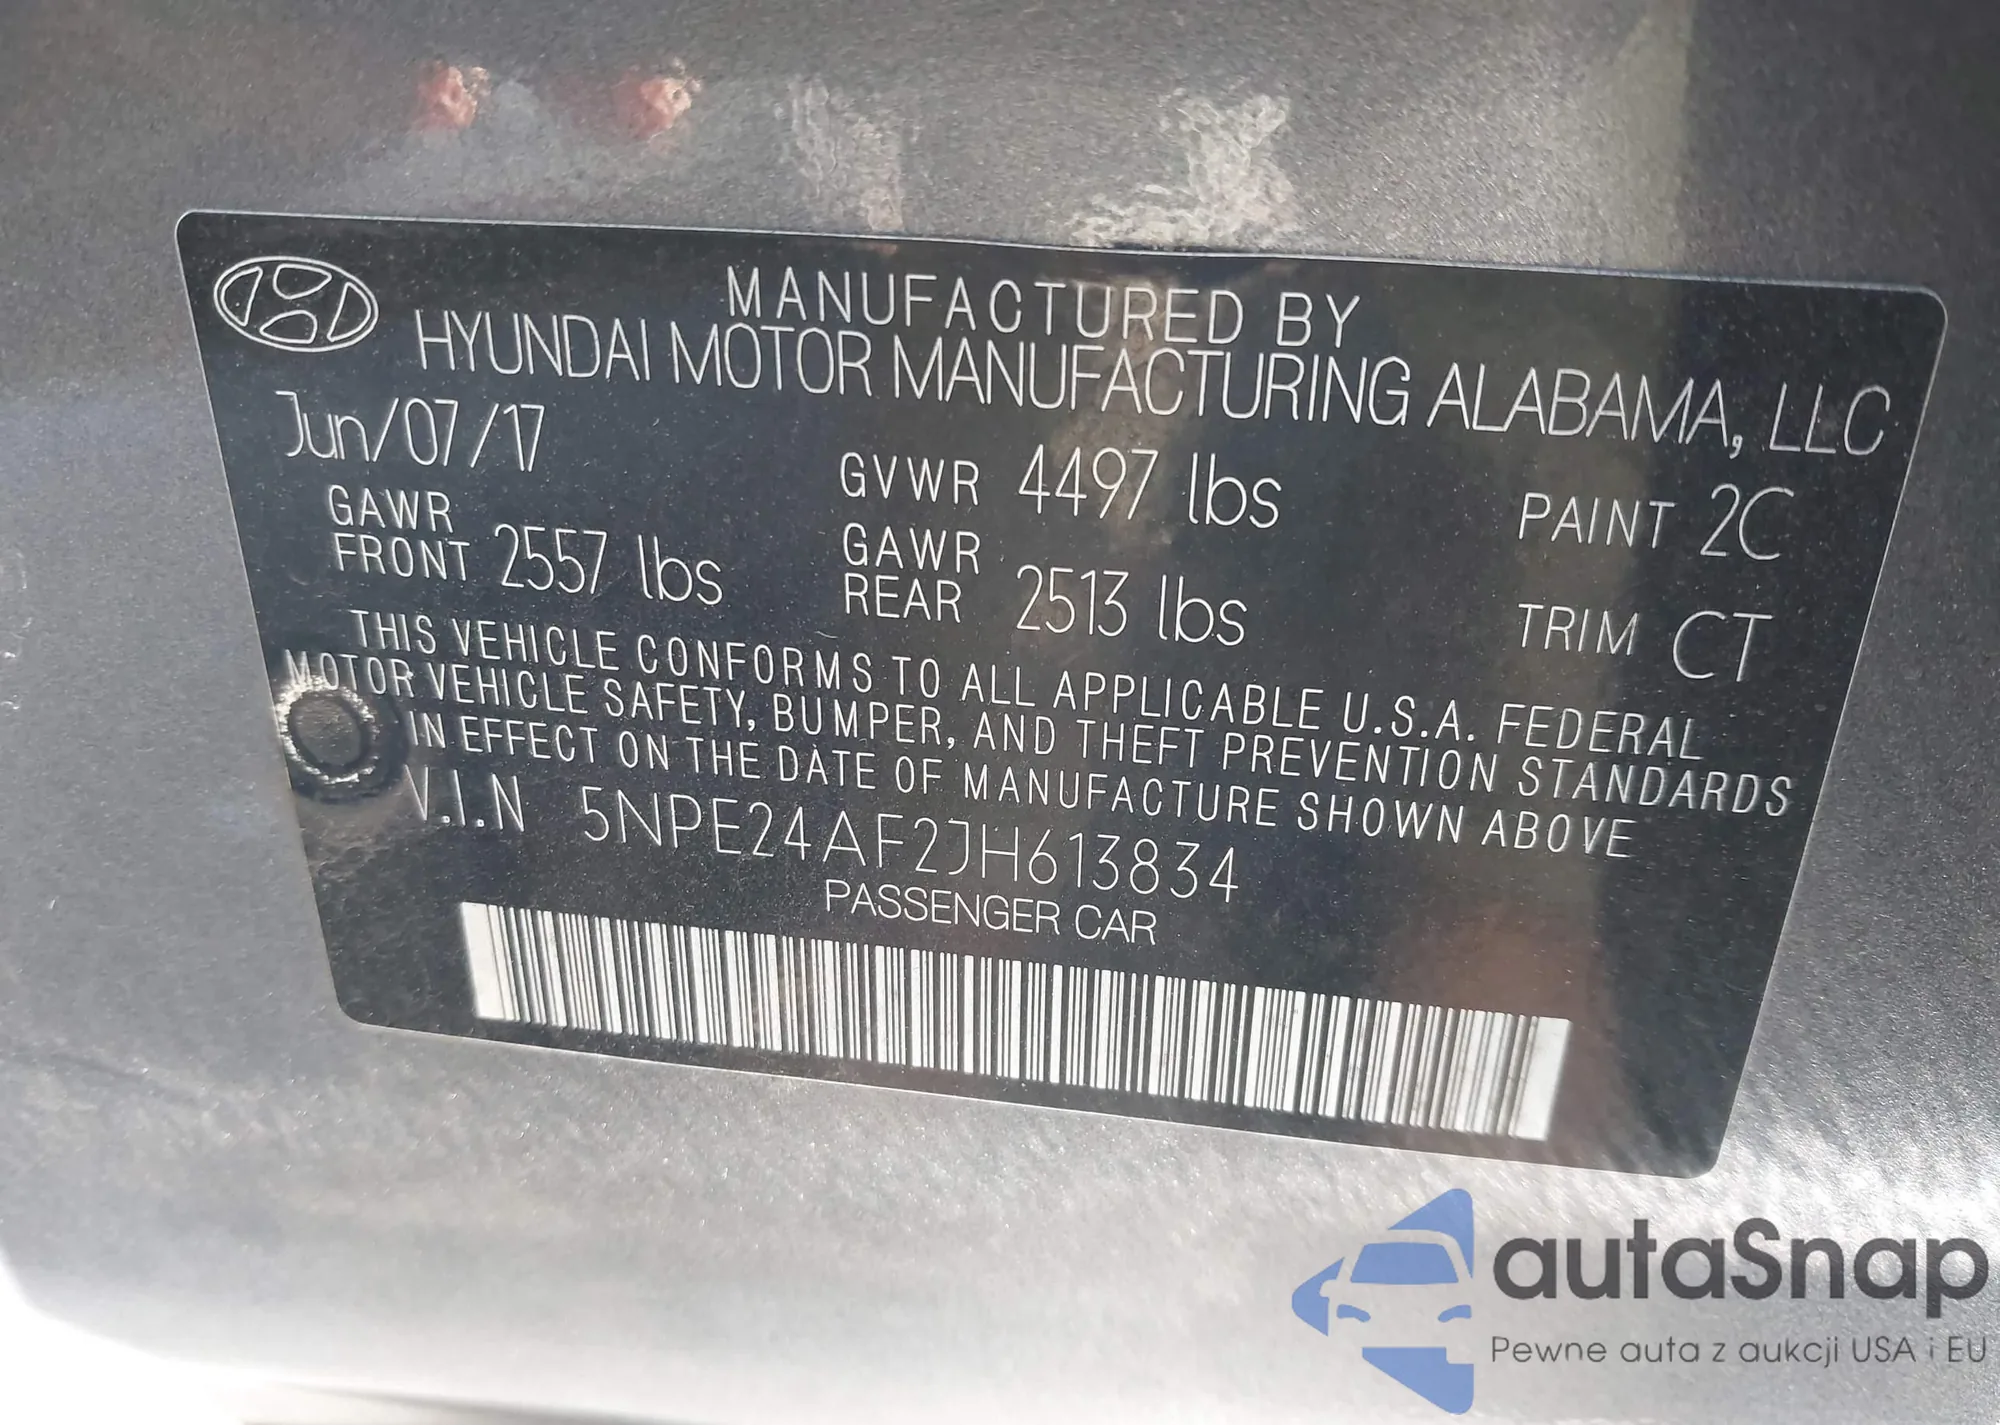 MANUFACTURED BY
HYUNDAI MOTOR MANUFACTURING ALABAMA, LLC
Jun/07/17 GVWR 4497 lbs PAINT 2C
GAWR FRONT 2557 lbs GAWR REAR 2513 lbs TRIM CT
THIS VEHICLE CONFORMS TO ALL APPLICABLE U.S.A. FEDERAL
MOTOR VEHICLE SAFETY, BUMPER, AND THEFT PREVENTION STANDARDS
IN EFFECT ON THE DATE OF MANUFACTURE SHOWN ABOVE
V.I.N 5NPE24AF2JH613834
PASSENGER CAR
autaSnap
Pewne auta z aukcji USA i EU